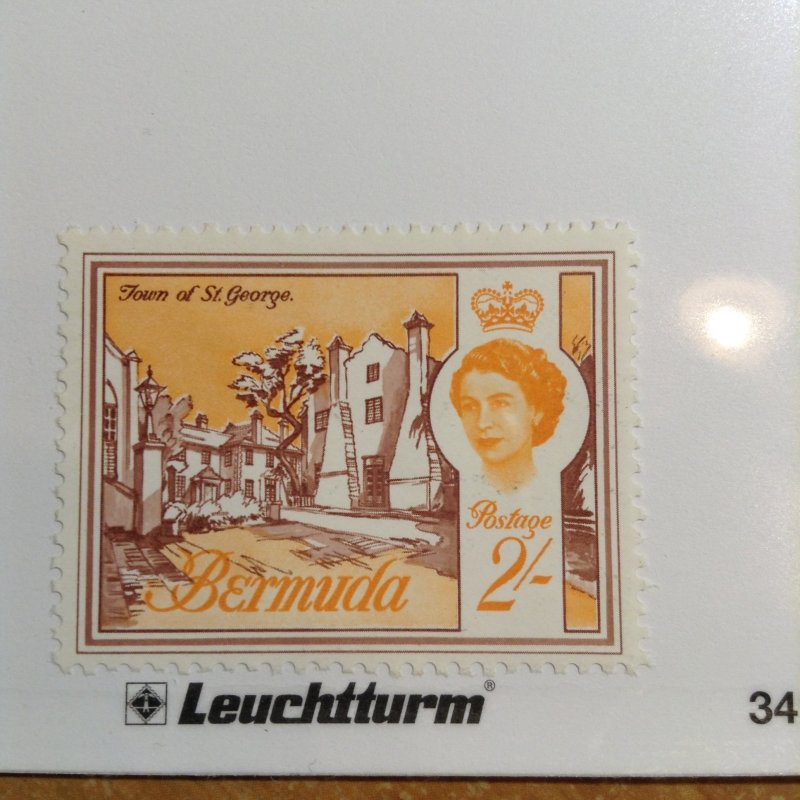 Town of St. George.
Postage
2/-
Bermuda
Leuchtturm®
34